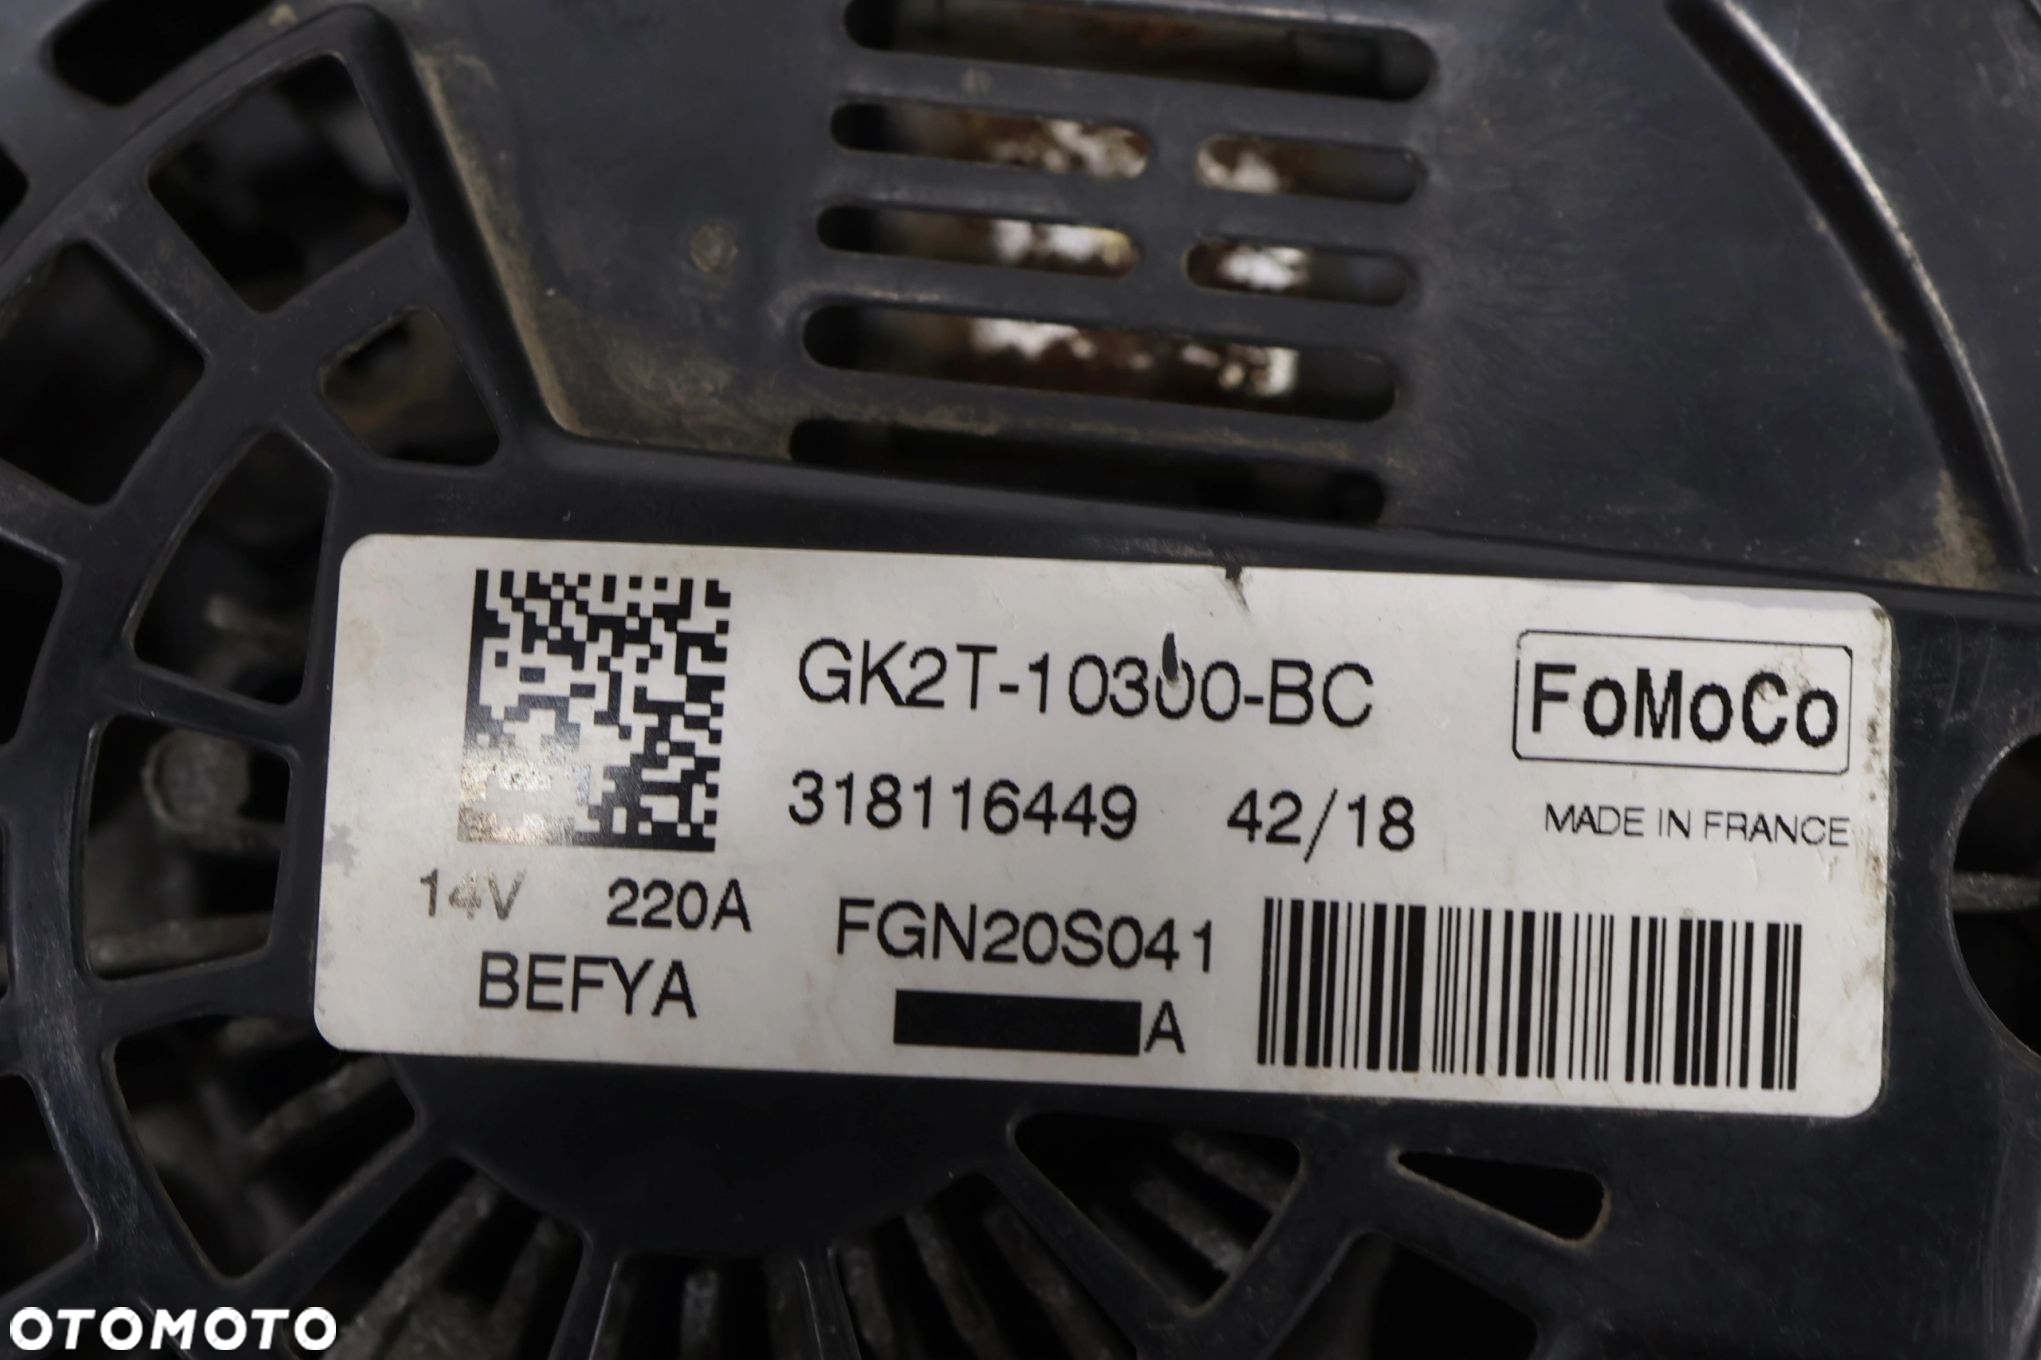 GK2T-10300-BC
FoMoCo
318116449 42/18
MADE IN FRANCE
14V 220A
FGN20S041
BEFYA
A
OTOMOTO